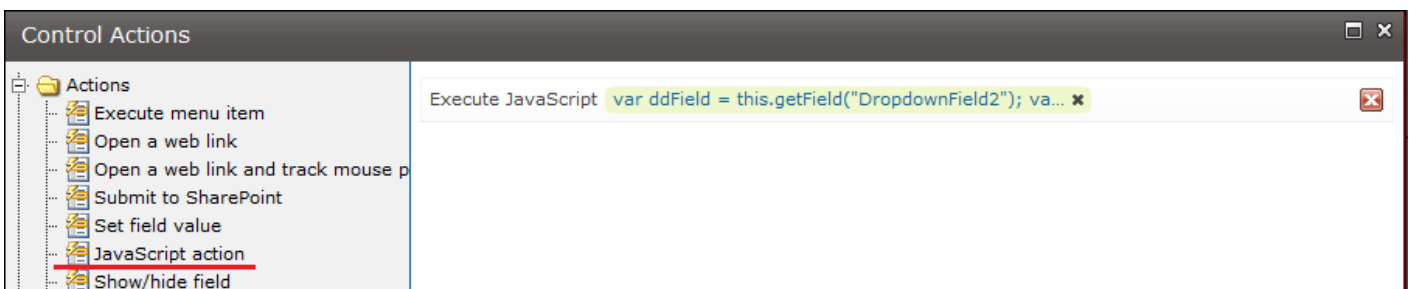 Control Actions
Actions
Execute menu item
Open a web link
Open a web link and track mouse p
Submit to SharePoint
Set field value
JavaScript action
Show/hide field
Execute JavaScript var ddField = this.getField("DropdownField2"); va...